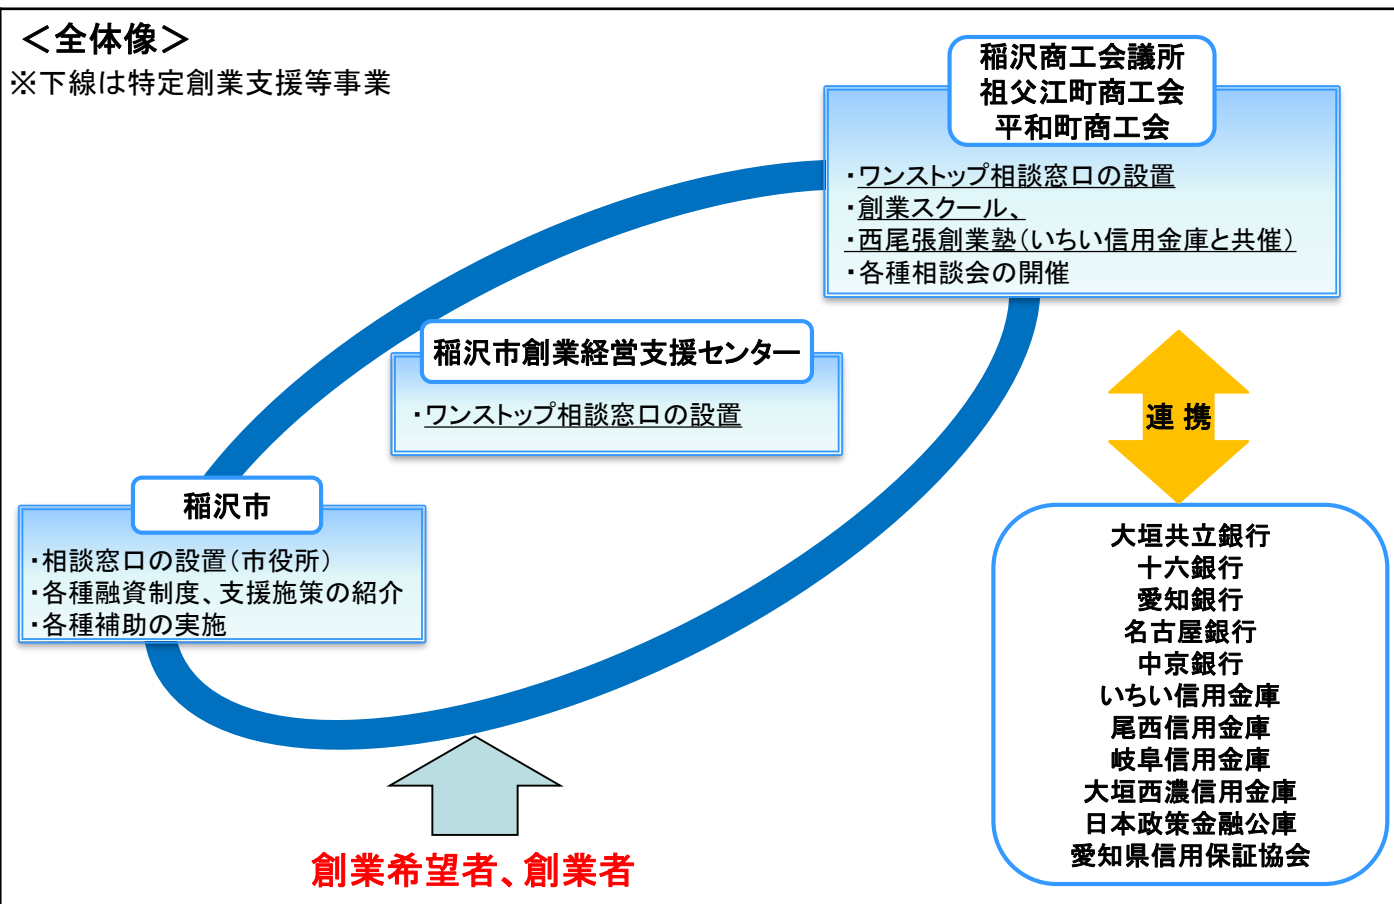 ＜全体像＞
※下線は特定創業支援等事業
稲沢商工会議所
祖父江町商工会
平和町商工会
・ワンストップ相談窓口の設置
・創業スクール、
・西尾張創業塾（いちい信用金庫と共催）
・各種相談会の開催
稲沢市創業経営支援センター
・ワンストップ相談窓口の設置
連携
稲沢市
・相談窓口の設置（市役所）
・各種融資制度、支援施策の紹介
・各種補助の実施
大垣共立銀行
十六銀行
愛知銀行
名古屋銀行
中京銀行
いちい信用金庫
尾西信用金庫
岐阜信用金庫
大垣西濃信用金庫
日本政策金融公庫
愛知県信用保証協会
創業希望者、創業者